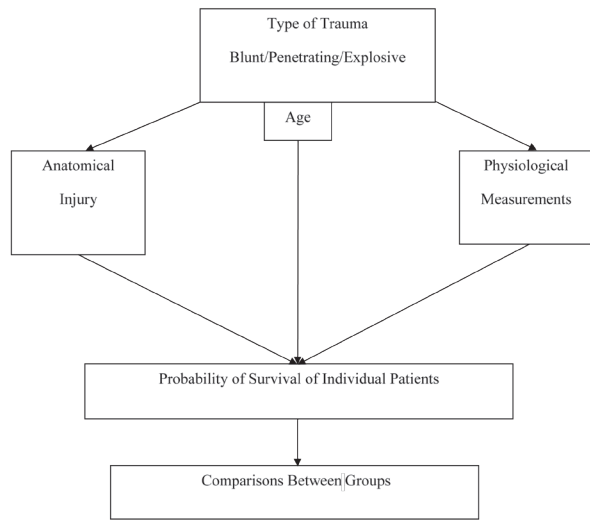 Type of Trauma
Blunt/Penetrating/Explosive
Age
Anatomical
Injury
Physiological
Measurements
Probability of Survival of Individual Patients
Comparisons Between Groups